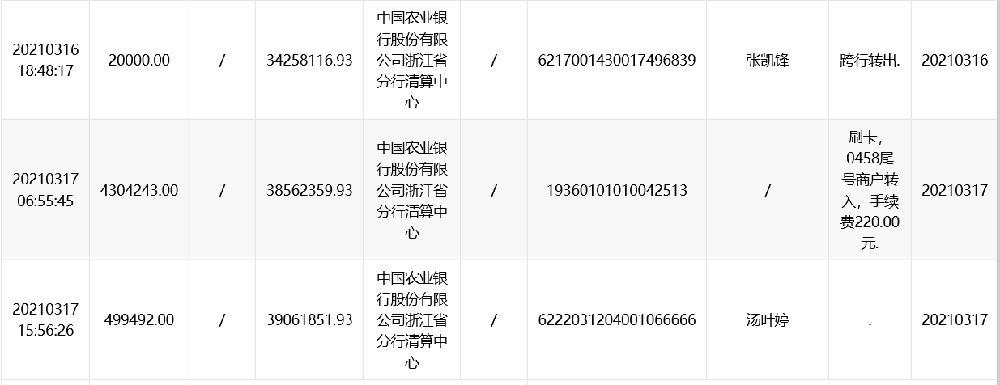 20210316 18:48:17 20000.00 / 34258116.93 中国农业银行股份有限公司浙江省分行清算中心 / 6217001430017496839 张凯锋 跨行转出. 20210316
20210317 06:55:45 4304243.00 / 38562359.93 中国农业银行股份有限公司浙江省分行清算中心 / 19360101010042513 / 刷卡，0458尾号商户转入，手续费220.00元. 20210317
20210317 15:56:26 499492.00 / 39061851.93 中国农业银行股份有限公司浙江省分行清算中心 / 6222031204001066666 汤叶婷 . 20210317